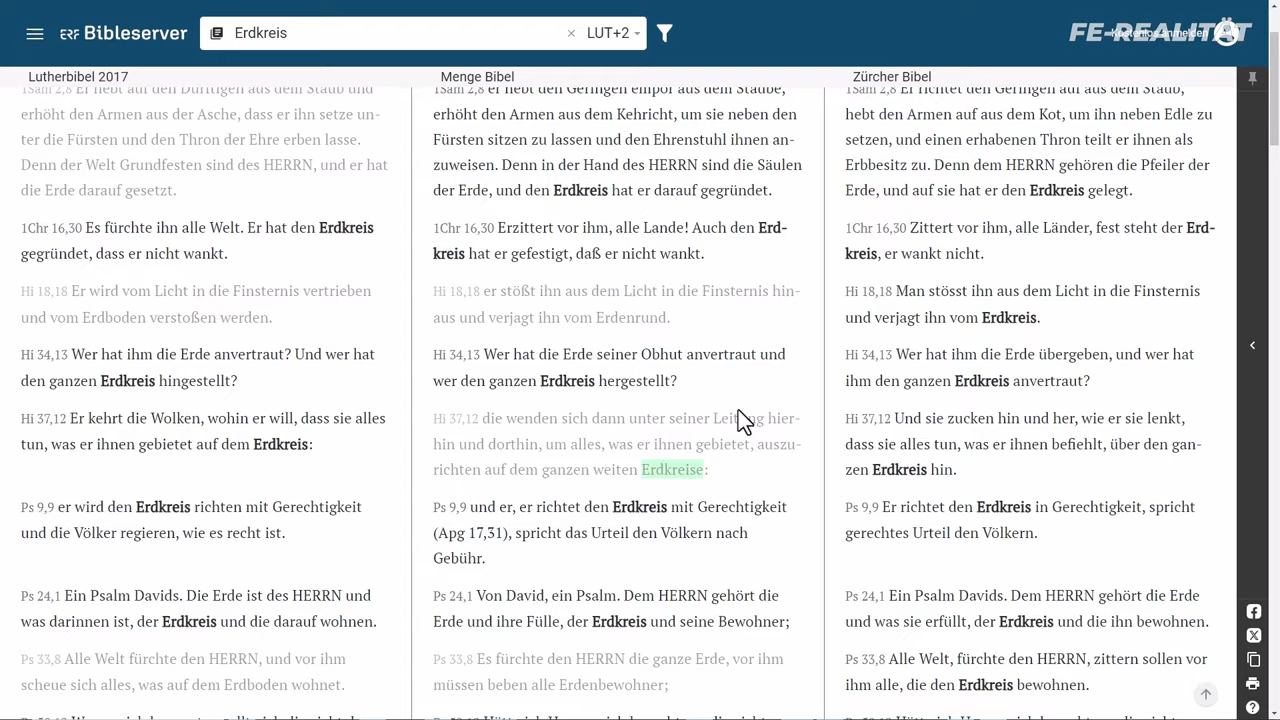 ERF Bibleserver
Erdkreis
LUT+2
FE-REALITÄT
Kostenlos anmelden
Lutherbibel 2017
Menge Bibel
Zürcher Bibel
1Sam 2,8 Er hebt auf den Dürftigen aus dem Staub und
erhöht den Armen aus der Asche, dass er ihn setze un-
ter die Fürsten und den Thron der Ehre erben lasse.
Denn der Welt Grundfesten sind des HERRN, und er hat
die Erde darauf gesetzt.
1Chr 16,30 Es fürchte ihn alle Welt. Er hat den Erdkreis
gegründet, dass er nicht wankt.
Hi 18,18 Er wird vom Licht in die Finsternis vertrieben
und vom Erdboden verstoßen werden.
Hi 34,13 Wer hat ihm die Erde anvertraut? Und wer hat
den ganzen Erdkreis hingestellt?
Hi 37,12 Er kehrt die Wolken, wohin er will, dass sie alles
tun, was er ihnen gebietet auf dem Erdkreis:
Ps 9,9 er wird den Erdkreis richten mit Gerechtigkeit
und die Völker regieren, wie es recht ist.
Ps 24,1 Ein Psalm Davids. Die Erde ist des HERRN und
was darinnen ist, der Erdkreis und die darauf wohnen.
Ps 33,8 Alle Welt fürchte den HERRN, und vor ihm
scheue sich alles, was auf dem Erdboden wohnet.
1Sam 2,8 er hebt den Geringen empor aus dem Staube,
erhöht den Armen aus dem Kehricht, um sie neben den
Fürsten sitzen zu lassen und den Ehrenstuhl ihnen an-
zuweisen. Denn in der Hand des HERRN sind die Säulen
der Erde, und den Erdkreis hat er darauf gegründet.
1Chr 16,30 Erzittert vor ihm, alle Lande! Auch den Erd-
kreis hat er gefestigt, daß er nicht wankt.
Hi 18,18 er stößt ihn aus dem Licht in die Finsternis hin-
aus und verjagt ihn vom Erdenrund.
Hi 34,13 Wer hat die Erde seiner Obhut anvertraut und
wer den ganzen Erdkreis hergestellt?
Hi 37,12 die wenden sich dann unter seiner Leitung hier-
hin und dorthin, um alles, was er ihnen gebietet, auszu-
richten auf dem ganzen weiten Erdkreise:
Ps 9,9 und er, er richtet den Erdkreis mit Gerechtigkeit
(Apg 17,31), spricht das Urteil den Völkern nach
Gebühr.
Ps 24,1 Von David, ein Psalm. Dem HERRN gehört die
Erde und ihre Fülle, der Erdkreis und seine Bewohner;
Ps 33,8 Es fürchten den HERRN die ganze Erde, vor ihm
müssen beben alle Erdenbewohner;
1Sam 2,8 Er richtet den Geringen auf aus dem Staub,
hebt den Armen auf aus dem Kot, um ihn neben Edle zu
setzen, und einen erhabenen Thron teilt er ihnen als
Erbbesitz zu. Denn dem HERRN gehören die Pfeiler der
Erde, und auf sie hat er den Erdkreis gelegt.
1Chr 16,30 Zittert vor ihm, alle Länder, fest steht der Erd-
kreis, er wankt nicht.
Hi 18,18 Man stösst ihn aus dem Licht in die Finsternis
und verjagt ihn vom Erdkreis.
Hi 34,13 Wer hat ihm die Erde übergeben, und wer hat
ihm den ganzen Erdkreis anvertraut?
Hi 37,12 Und sie zucken hin und her, wie er sie lenkt,
dass sie alles tun, was er ihnen befiehlt, über den gan-
zen Erdkreis hin.
Ps 9,9 Er richtet den Erdkreis in Gerechtigkeit, spricht
gerechtes Urteil den Völkern.
Ps 24,1 Ein Psalm Davids. Dem HERRN gehört die Erde
und was sie erfüllt, der Erdkreis und die ihn bewohnen.
Ps 33,8 Alle Welt, fürchte den HERRN, zittern sollen vor
ihm alle, die den Erdkreis bewohnen.